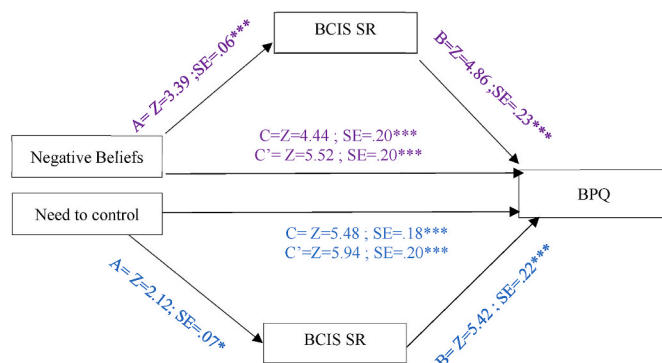 BCIS SR
A= Z=3.39 ;SE=.06***
B=Z=4.86 ;SE=.23***
C=Z=4.44 ; SE=.20***
Negative Beliefs
C’= Z=5.52 ; SE=.20***
BPQ
Need to control
C= Z=5.48 ; SE=.18***
C’=Z=5.94 ; SE=.20***
A= Z=2.12; SE=.07*
B= Z=5.42 ; SE=.22***
BCIS SR